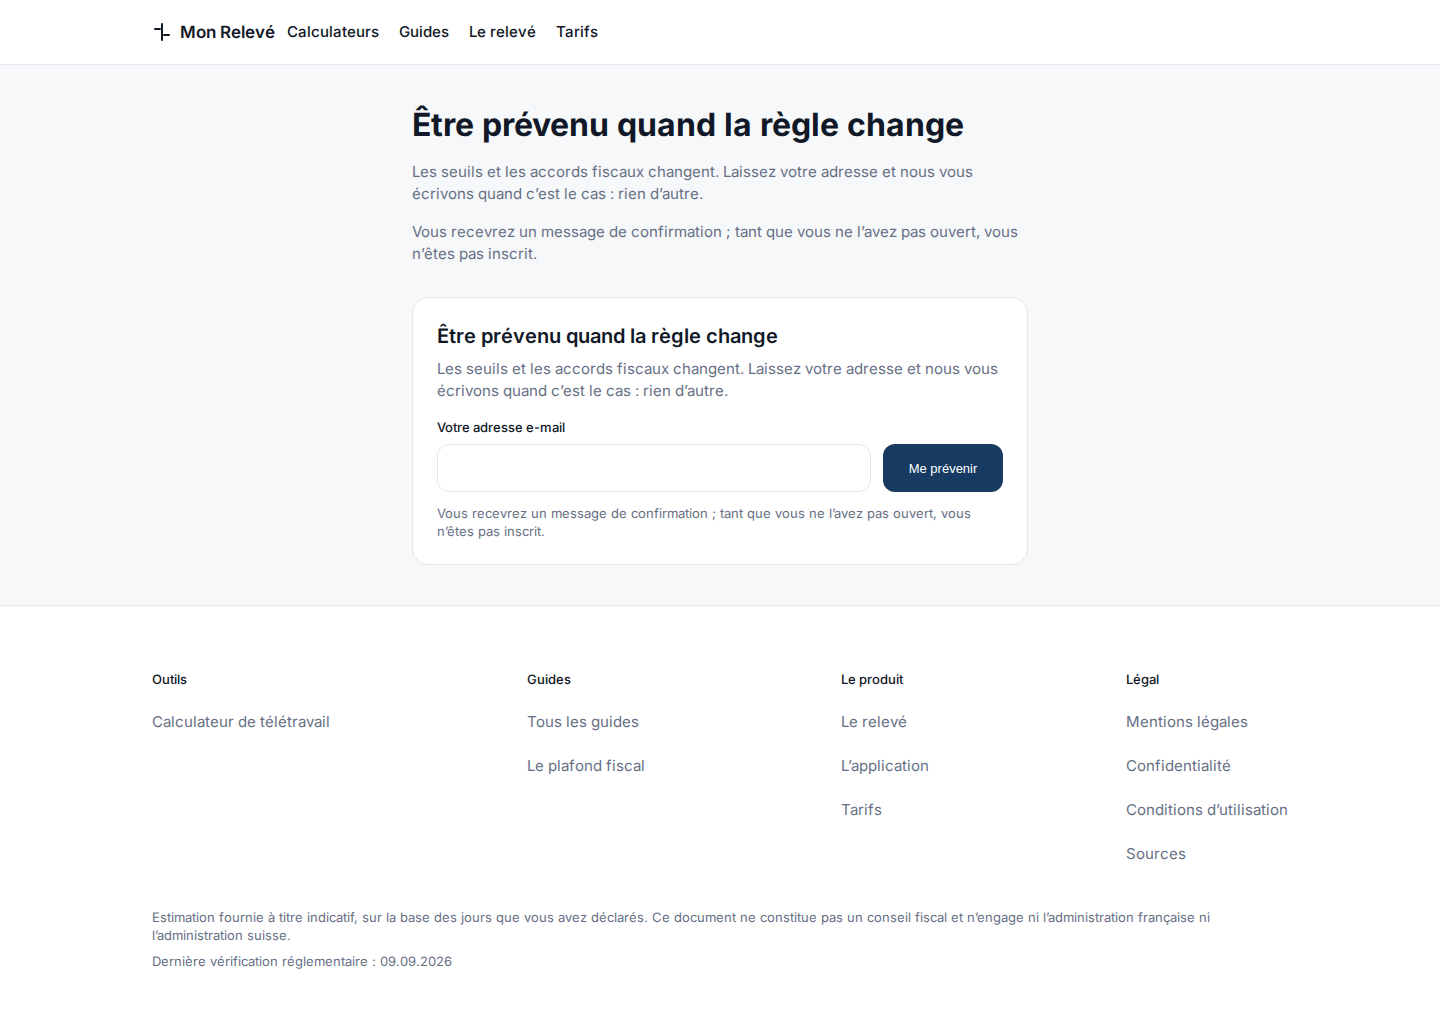 Mon Relevé Calculateurs Guides Le relevé Tarifs
Être prévenu quand la règle change
Les seuils et les accords fiscaux changent. Laissez votre adresse et nous vous
écrivons quand c’est le cas : rien d’autre.
Vous recevrez un message de confirmation ; tant que vous ne l’avez pas ouvert, vous
n’êtes pas inscrit.
Être prévenu quand la règle change
Les seuils et les accords fiscaux changent. Laissez votre adresse et nous vous
écrivons quand c’est le cas : rien d’autre.
Votre adresse e-mail
Me prévenir
Vous recevrez un message de confirmation ; tant que vous ne l’avez pas ouvert, vous
n’êtes pas inscrit.
Outils
Calculateur de télétravail
Guides
Tous les guides
Le plafond fiscal
Le produit
Le relevé
L’application
Tarifs
Légal
Mentions légales
Confidentialité
Conditions d’utilisation
Sources
Estimation fournie à titre indicatif, sur la base des jours que vous avez déclarés. Ce document ne constitue pas un conseil fiscal et n’engage ni l’administration française ni
l’administration suisse.
Dernière vérification réglementaire : 09.09.2026